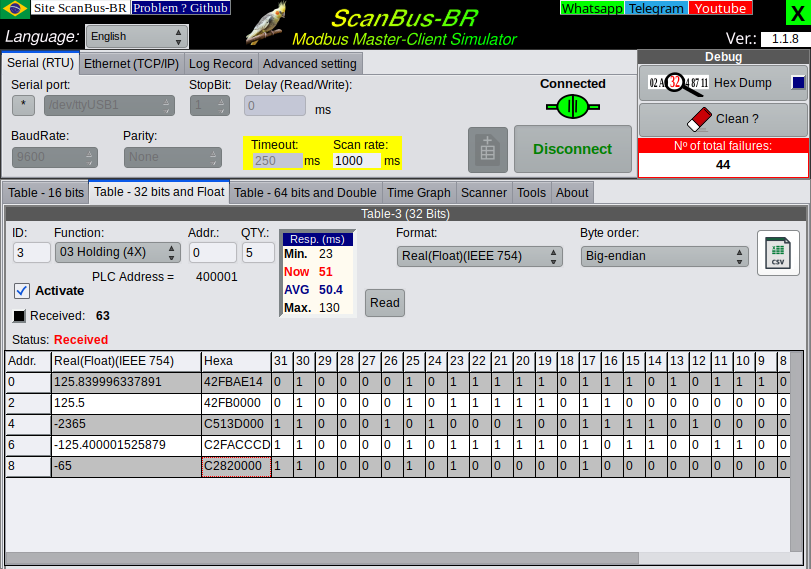 Site ScanBus-BR Problem ? Github
Whatsapp Telegram Youtube
X
Language: English
ScanBus-BR
Modbus Master-Client Simulator
Ver.: 1.1.8
Serial (RTU) Ethernet (TCP/IP) Log Record Advanced setting
Debug
Serial port: StopBit: Delay (Read/Write): Connected
* /dev/ttyUSB1 1 0 ms
Hex Dump
Clean ?
BaudRate: Parity: Timeout: Scan rate:
9600 None 250 ms 1000 ms
Disconnect
Nº of total failures:
44
Table - 16 bits Table - 32 bits and Float Table - 64 bits and Double Time Graph Scanner Tools About
Table-3 (32 Bits)
ID: Function: Addr.: QTY.: Resp. (ms) Format: Byte order:
3 03 Holding (4X) 0 5 Min. 23 Real(Float)(IEEE 754) Big-endian
CSV
PLC Address = 400001 Now 51
Activate AVG 50.4
Received: 63 Max. 130 Read
Status: Received
Addr. Real(Float)(IEEE 754) Hexa 31 30 29 28 27 26 25 24 23 22 21 20 19 18 17 16 15 14 13 12 11 10 9 8
0 125.839996337891 42FBAE14 0 1 0 0 0 0 1 0 1 1 1 1 1 0 1 1 1 0 1 0 1 1 1 0
2 125.5 42FB0000 0 1 0 0 0 0 1 0 1 1 1 1 1 0 1 1 0 0 0 0 0 0 0 0
4 -2365 C513D000 1 1 0 0 0 1 0 1 0 0 0 1 0 0 1 1 1 1 0 1 0 0 0 0
6 -125.400001525879 C2FACCCD 1 1 0 0 0 0 1 0 1 1 1 1 1 0 1 0 1 1 0 0 1 1 0 0
8 -65 C2820000 1 1 0 0 0 0 1 0 1 0 0 0 0 0 1 0 0 0 0 0 0 0 0 0